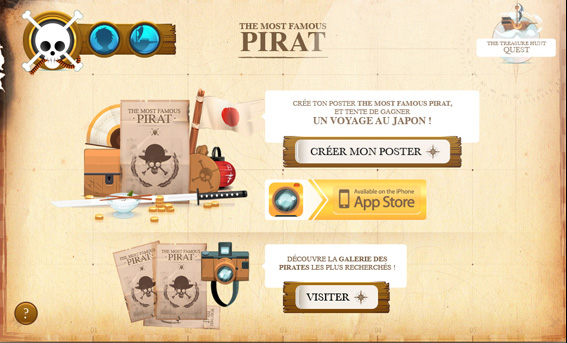 THE MOST FAMOUS
PIRAT
THE TREASURE HUNT
QUEST
THE MOST FAMOUS
PIRAT
CRÉE TON POSTER THE MOST FAMOUS PIRAT,
ET TENTE DE GAGNER
UN VOYAGE AU JAPON !
CRÉER MON POSTER
Available on the iPhone
App Store
THE MOST FAMOUS
PIRAT
THE MOST FAMOUS
PIRAT
DÉCOUVRE LA GALERIE DES
PIRATES LES PLUS RECHERCHÉS !
VISITER
?